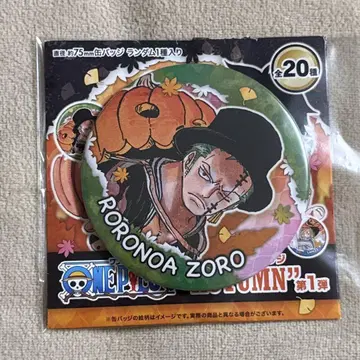 直径約75mm缶バッジ ランダム1種入り
全20種
RORONOA ZORO
ONE PIECE
AUTUMN"
第1弾
※缶バッジの絵柄はイメージです。実際の商品と異なる場合がございます。